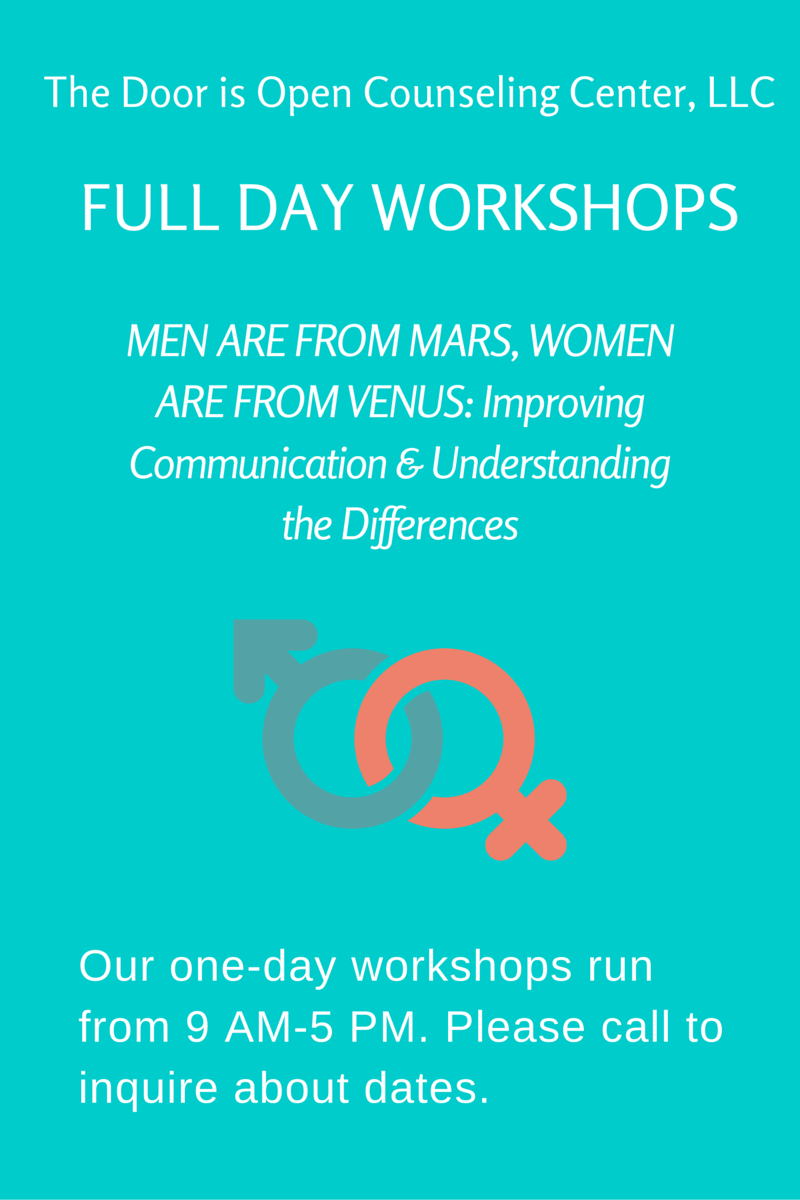 The Door is Open Counseling Center, LLC
FULL DAY WORKSHOPS
MEN ARE FROM MARS, WOMEN
ARE FROM VENUS: Improving
Communication & Understanding
the Differences
Our one-day workshops run
from 9 AM-5 PM. Please call to
inquire about dates.